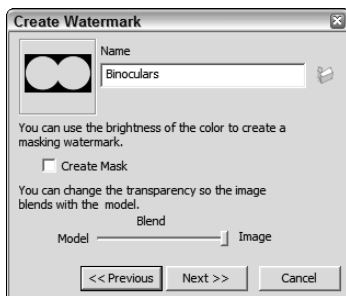 Create Watermark
Name
Binoculars
You can use the brightness of the color to create a
masking watermark.
Create Mask
You can change the transparency so the image
blends with the model.
Blend
Model Image
<< Previous Next >> Cancel